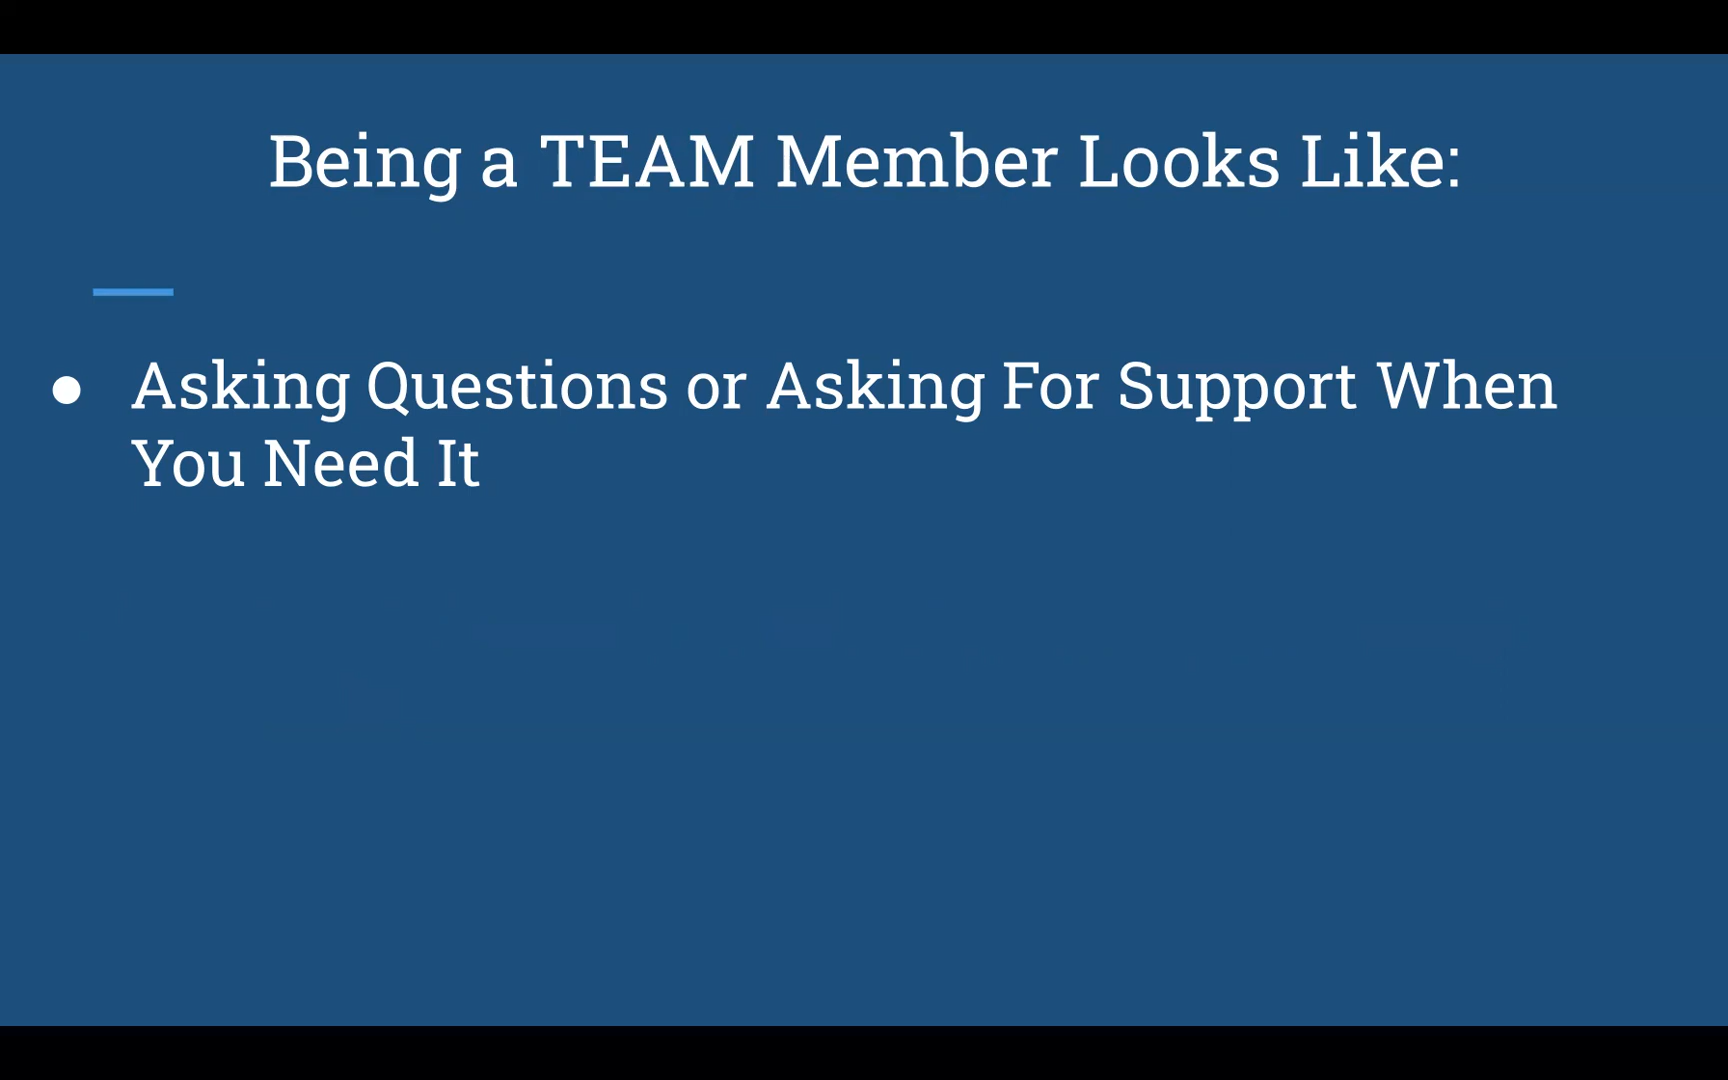 Being a TEAM Member Looks Like:
● Asking Questions or Asking For Support When
You Need It